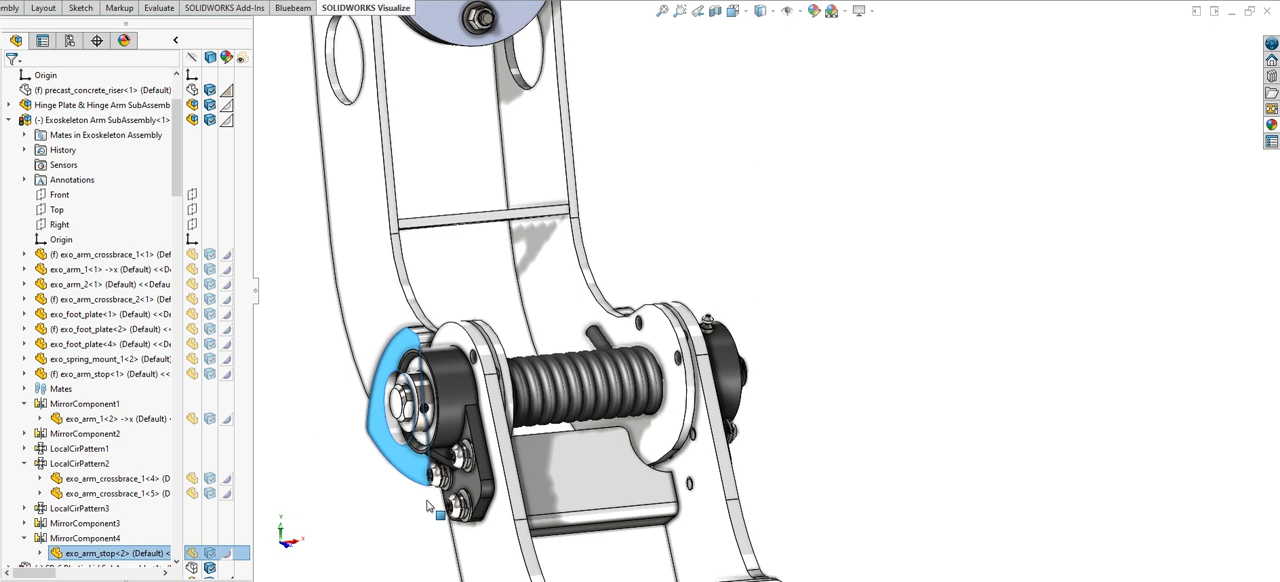 mbly Layout Sketch Markup Evaluate SOLIDWORKS Add-Ins Bluebeam SOLIDWORKS Visualize
Origin
(f) precast_concrete_riser<1> (Default)
Hinge Plate & Hinge Arm SubAssemb
(-) Exoskeleton Arm SubAssembly<1>
Mates in Exoskeleton Assembly
History
Sensors
Annotations
Front
Top
Right
Origin
(f) exo_arm_crossbrace_1<1> (Def
exo_arm_1<1> ->x (Default) <<D
exo_arm_2<1> (Default) <<Defau
(f) exo_arm_crossbrace_2<1> (Def
exo_foot_plate<1> (Default) <<De
(f) exo_foot_plate<2> (Default) <<
exo_foot_plate<4> (Default) <<De
exo_spring_mount_1<2> (Default)
(f) exo_arm_stop<1> (Default) <<
Mates
MirrorComponent1
exo_arm_1<2> ->x (Default) <
MirrorComponent2
LocalCirPattern1
LocalCirPattern2
exo_arm_crossbrace_1<4> (D
exo_arm_crossbrace_1<5> (D
LocalCirPattern3
MirrorComponent3
MirrorComponent4
exo_arm_stop<2> (Default) <